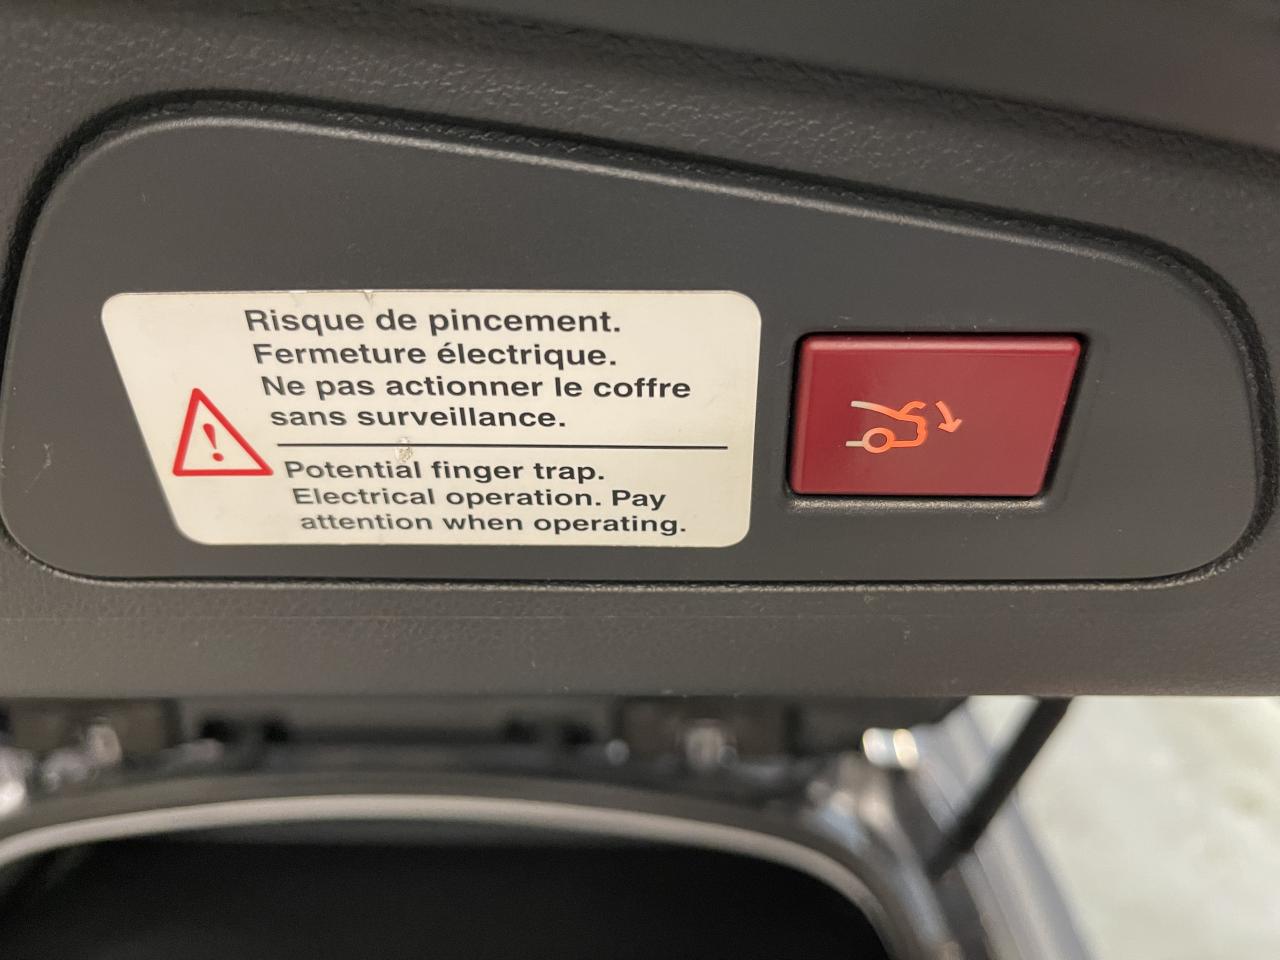 Risque de pincement.
Fermeture électrique.
Ne pas actionner le coffre
sans surveillance.
Potential finger trap.
Electrical operation. Pay
attention when operating.